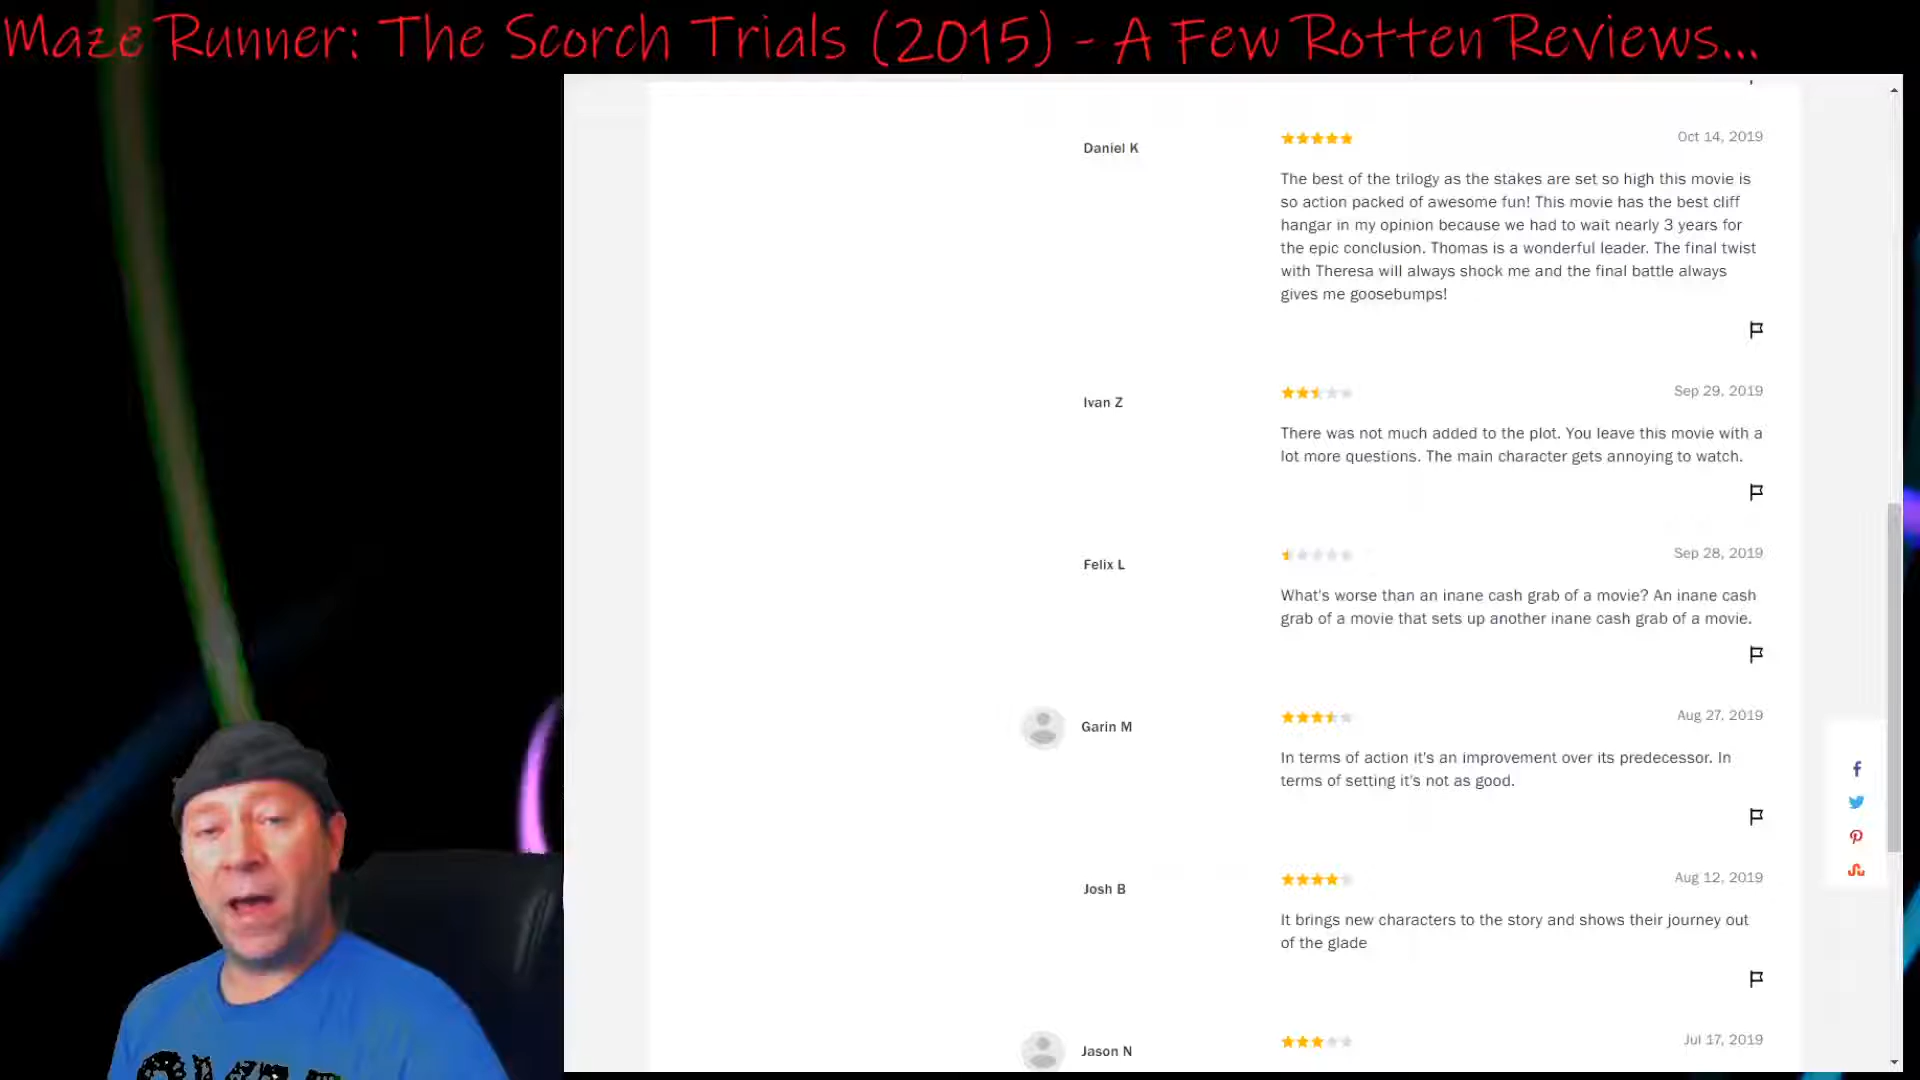 Maze Runner: The Scorch Trials (2015) - A Few Rotten Reviews...
Daniel K
Oct 14, 2019
The best of the trilogy as the stakes are set so high this movie is
so action packed of awesome fun! This movie has the best cliff
hangar in my opinion because we had to wait nearly 3 years for
the epic conclusion. Thomas is a wonderful leader. The final twist
with Theresa will always shock me and the final battle always
gives me goosebumps!
Ivan Z
Sep 29, 2019
There was not much added to the plot. You leave this movie with a
lot more questions. The main character gets annoying to watch.
Felix L
Sep 28, 2019
What's worse than an inane cash grab of a movie? An inane cash
grab of a movie that sets up another inane cash grab of a movie.
Garin M
Aug 27, 2019
In terms of action it's an improvement over its predecessor. In
terms of setting it's not as good.
Josh B
Aug 12, 2019
It brings new characters to the story and shows their journey out
of the glade
Jason N
Jul 17, 2019